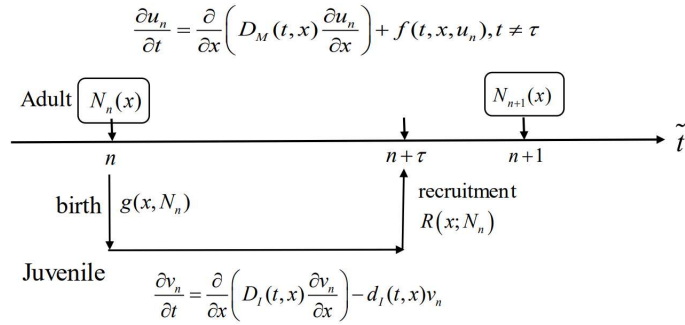 ∂u_n/∂t = ∂/∂x (D_M(t,x) ∂u_n/∂x) + f(t,x,u_n), t ≠ τ
Adult N_n(x) N_{n+1}(x)
t̃
n n+τ n+1
birth g(x,N_n) recruitment
R(x;N_n)
Juvenile
∂v_n/∂t = ∂/∂x (D_I(t,x) ∂v_n/∂x) − d_I(t,x)v_n